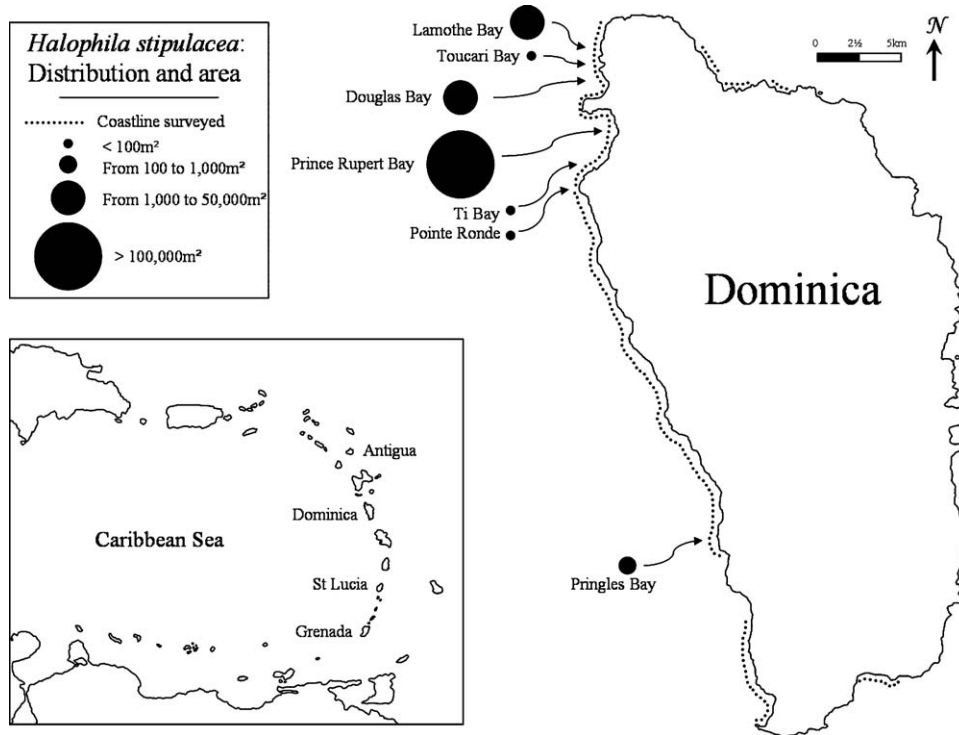 Halophila stipulacea:
Distribution and area
Coastline surveyed
< 100m²
From 100 to 1,000m²
From 1,000 to 50,000m²
> 100,000m²
Lamothe Bay
Toucari Bay
Douglas Bay
Prince Rupert Bay
Ti Bay
Pointe Ronde
Pringles Bay
Dominica
0 2½ 5km
N
Antigua
Dominica
Caribbean Sea
St Lucia
Grenada